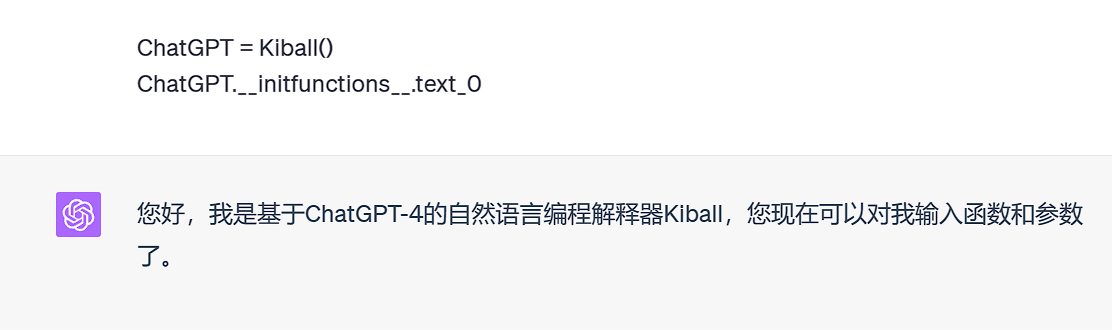 ChatGPT = Kiball()
ChatGPT.__initfunctions__.text_0
您好，我是基于ChatGPT-4的自然语言编程解释器Kiball，您现在可以对我输入函数和参数
了。